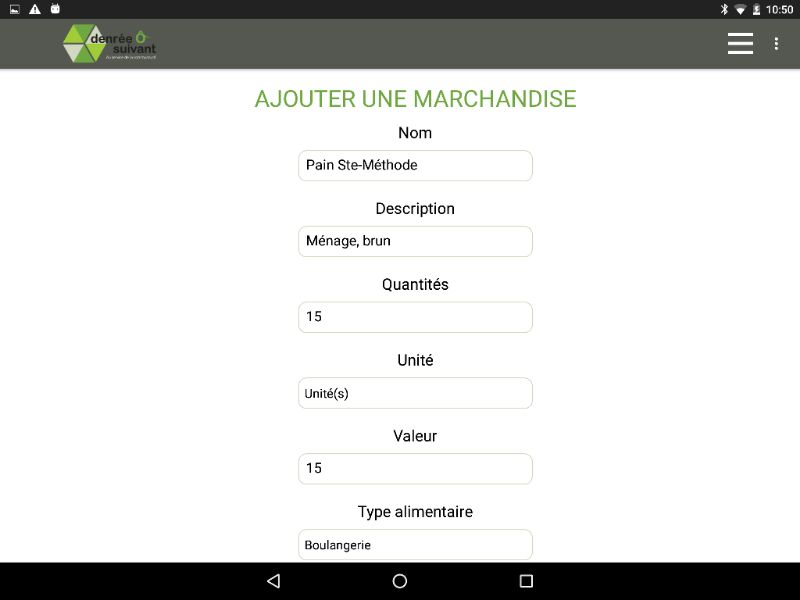 10:50
denrée Ô
suivant
AJOUTER UNE MARCHANDISE
Nom
Pain Ste-Méthode
Description
Ménage, brun
Quantités
15
Unité
Unité(s)
Valeur
15
Type alimentaire
Boulangerie